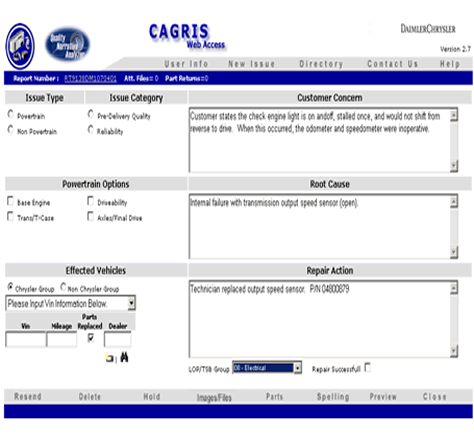 Quality
Narrative
Analyzer
CAGRIS
Web Access
DAIMLERCHRYSLER
Version 2.7
User Info New Issue Directory Contact Us Help
Report Number : RT9138DM1070401 Att. Files= 0 Part Returns=0
Issue Type Issue Category Customer Concern
Powertrain Pre-Delivery Quality
Non Powertrain Reliability
Customer states the check engine light is on andoff, stalled once, and would not shift from
reverse to drive. When this occurred, the odometer and speedometer were inoperative.
Powertrain Options Root Cause
Base Engine Driveability
Trans/T-Case Axles/Final Drive
Internal failure with transmission output speed sensor (open).
Effected Vehicles Repair Action
Chrysler Group Non Chrysler Group
Please Input Vin Information Below.
Vin Mileage Parts Replaced Dealer
Technician replaced output speed sensor. P/N 04800879
LOP/TSB Group 08 - Electrical Repair Successfull
Resend Delete Hold Images/Files Parts Spelling Preview Close